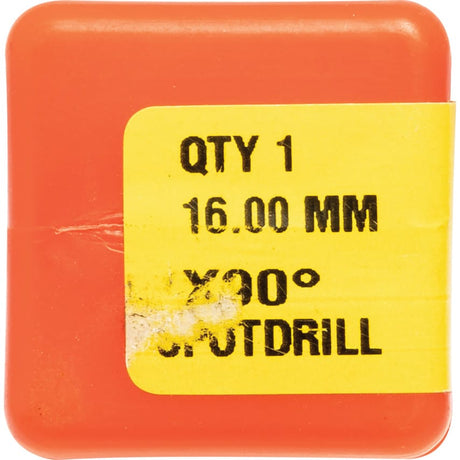 QTY 1
16.00 MM
X90°
SPOTDRILL